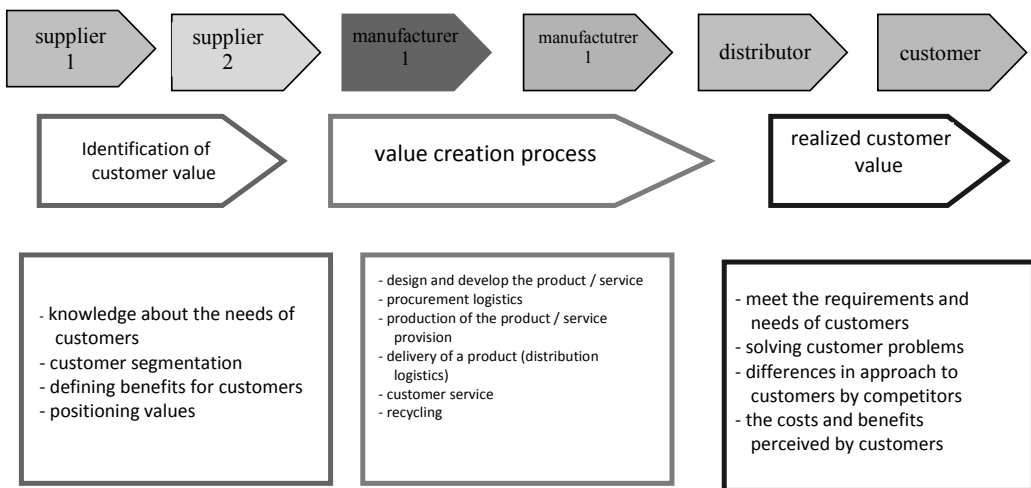 supplier
1
supplier
2
manufacturer
1
manufactutrer
1
distributor
customer
Identification of
customer value
value creation process
realized customer
value
- knowledge about the needs of
customers
- customer segmentation
- defining benefits for customers
- positioning values
- design and develop the product / service
- procurement logistics
- production of the product / service
provision
- delivery of a product (distribution
logistics)
- customer service
- recycling
- meet the requirements and
needs of customers
- solving customer problems
- differences in approach to
customers by competitors
- the costs and benefits
perceived by customers